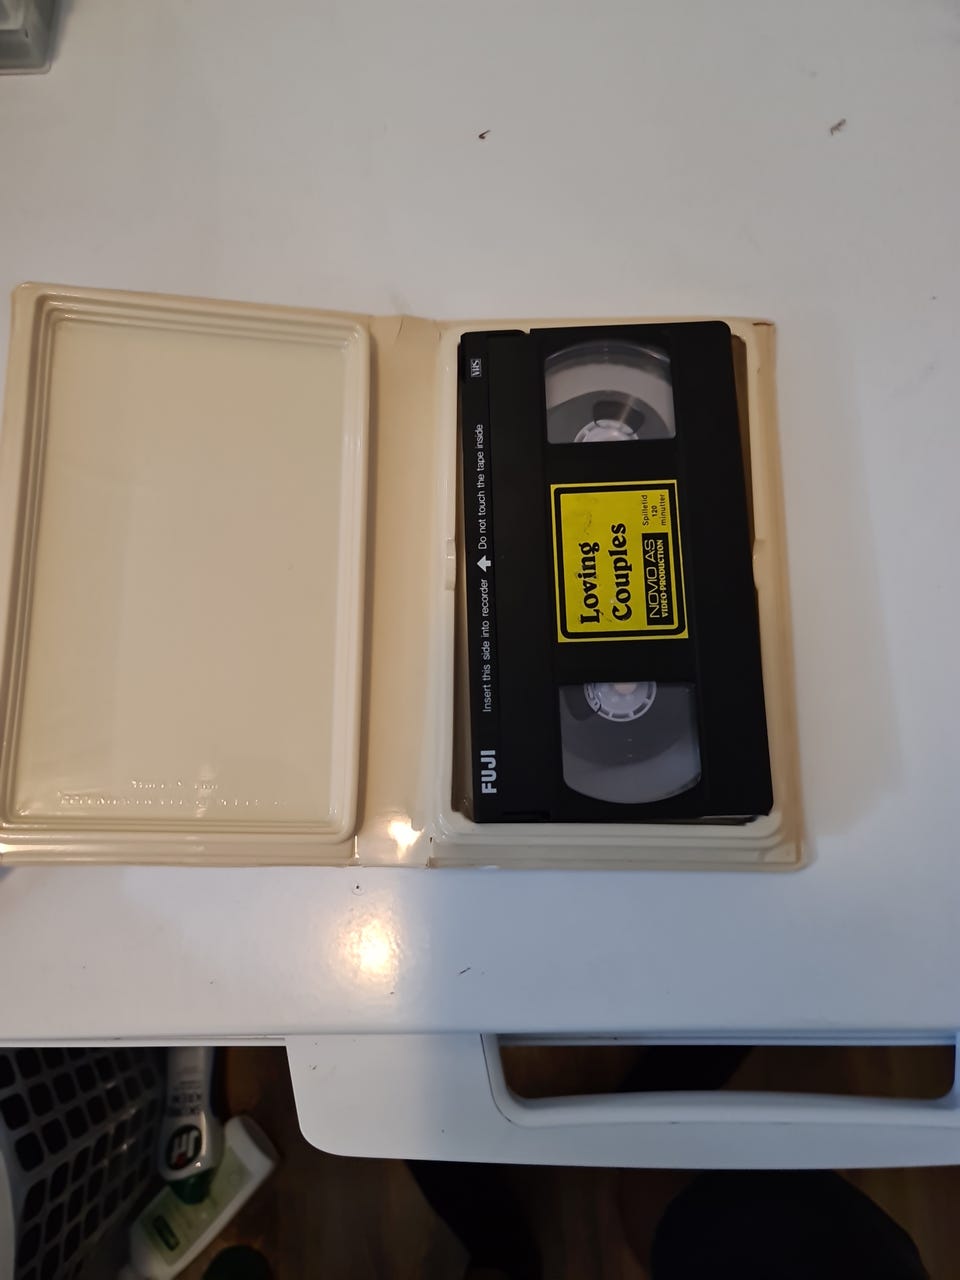 VHS
Insert this side into recorder Do not touch the tape inside
FUJI
Loving
Couples
NOVIO AS
VIDEO-PRODUCTION
Spilletid
120
minutter
Jif